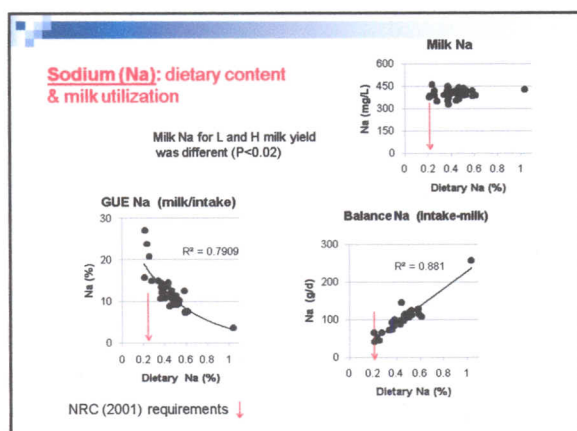 Sodium (Na): dietary content
& milk utilization
Milk Na for L and H milk yield
was different (P<0.02)
Milk Na
Na (mg/L)
600
450
300
150
0
0 0.2 0.4 0.6 0.8 1
Dietary Na (%)
GUE Na (milk/intake)
Na (%)
30
20
10
0
R² = 0.7909
0 0.2 0.4 0.6 0.8 1
Dietary Na (%)
Balance Na (intake-milk)
Na (g/d)
300
200
100
0
R² = 0.881
0 0.2 0.4 0.6 0.8 1
Dietary Na (%)
NRC (2001) requirements